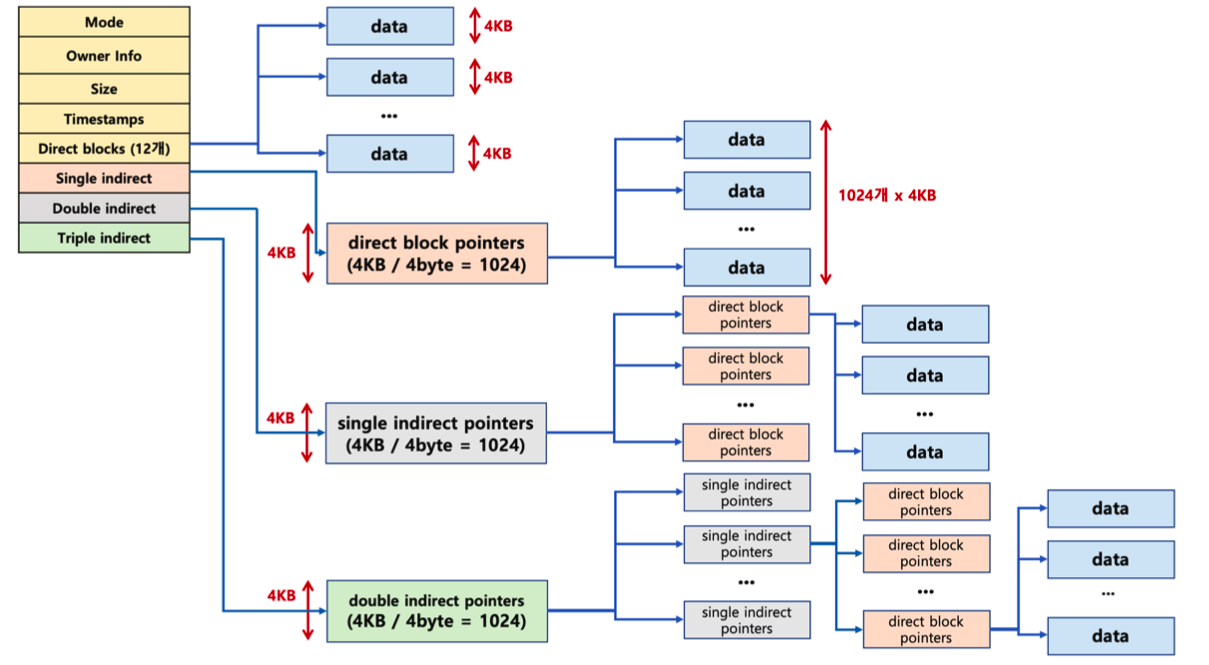 Mode
Owner Info
Size
Timestamps
Direct blocks (12개)
Single indirect
Double indirect
Triple indirect
data
4KB
data
4KB
...
data
4KB
4KB
direct block pointers
(4KB / 4byte = 1024)
data
data
...
data
1024개 x 4KB
4KB
single indirect pointers
(4KB / 4byte = 1024)
direct block
pointers
direct block
pointers
...
direct block
pointers
data
data
...
data
4KB
double indirect pointers
(4KB / 4byte = 1024)
single indirect
pointers
single indirect
pointers
...
single indirect
pointers
direct block
pointers
direct block
pointers
...
direct block
pointers
data
data
...
data